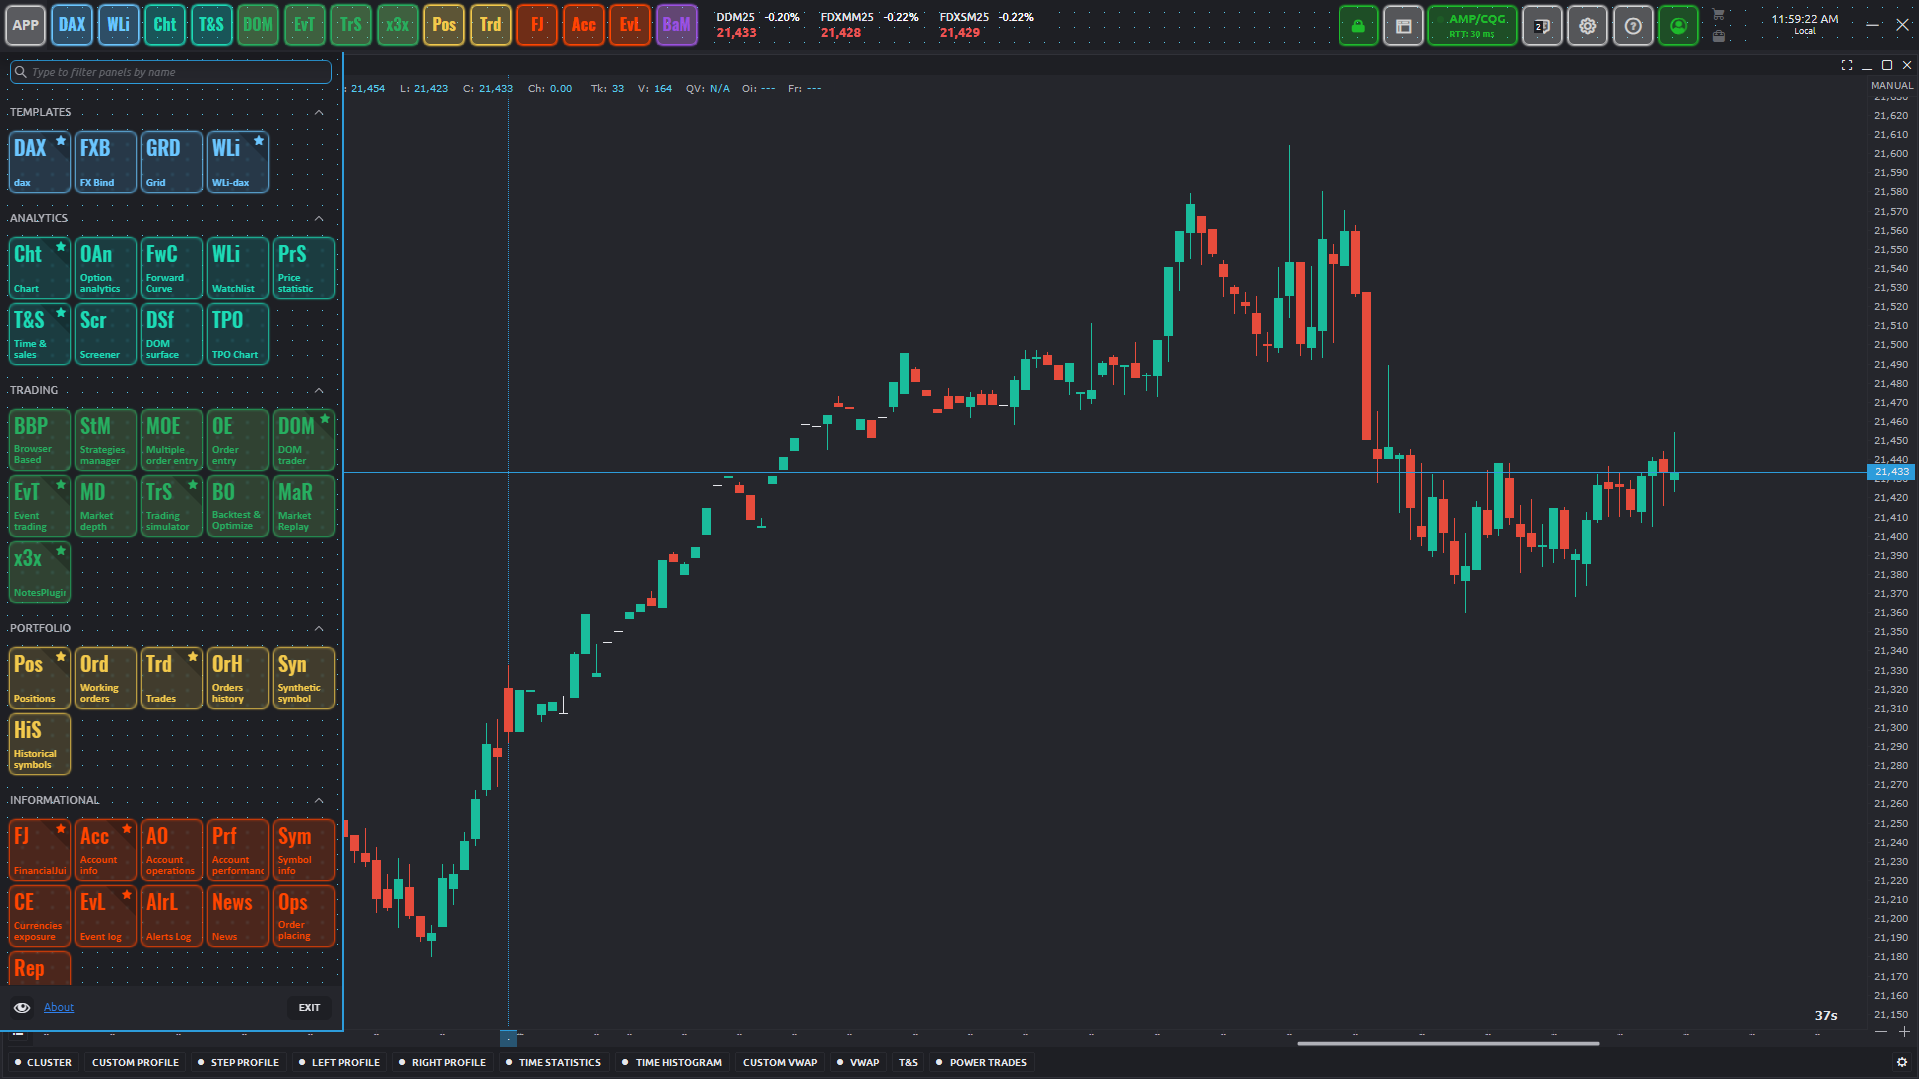 APP DAX WLi Cht T&S DOM EvT TrS x3x Pos Trd FJ Acc EvL BaM
DDM25 -0.20% FDXMM25 -0.22% FDXSM25 -0.22%
21,433 21,428 21,429
AMP/CQG
RTT: 30 ms
2
11:59:22 AM
Local
Type to filter panels by name
: 21,454 L: 21,423 C: 21,433 Ch: 0.00 Tk: 33 V: 164 QV: N/A Oi: --- Fr: ---
MANUAL
TEMPLATES
DAX FXB GRD WLi
dax FX Bind Grid WLi-dax
ANALYTICS
Cht OAn FwC WLi PrS
Chart Option analytics Forward Curve Watchlist Price statistic
T&S Scr DSf TPO
Time & sales Screener DOM surface TPO Chart
TRADING
BBP StM MOE OE DOM
Browser Based Strategies manager Multiple order entry Order entry DOM trader
EvT MD TrS BO MaR
Event trading Market depth Trading simulator Backtest & Optimize Market Replay
x3x
NotesPlugin
PORTFOLIO
Pos Ord Trd OrH Syn
Positions Working orders Trades Orders history Synthetic symbol
HiS
Historical symbols
INFORMATIONAL
FJ Acc AO Prf Sym
FinancialJui Account info Account operations Account performanc Symbol info
CE EvL AlrL News Ops
Currencies exposure Event log Alerts Log News Order placing
Rep
About EXIT
21,620
21,610
21,600
21,590
21,580
21,570
21,560
21,550
21,540
21,530
21,520
21,510
21,500
21,490
21,480
21,470
21,460
21,450
21,440
21,433
21,420
21,410
21,400
21,390
21,380
21,370
21,360
21,350
21,340
21,330
21,320
21,310
21,300
21,290
21,280
21,270
21,260
21,250
21,240
21,230
21,220
21,210
21,200
21,190
21,180
21,170
21,160
21,150
37s
CLUSTER CUSTOM PROFILE STEP PROFILE LEFT PROFILE RIGHT PROFILE TIME STATISTICS TIME HISTOGRAM CUSTOM VWAP VWAP T&S POWER TRADES